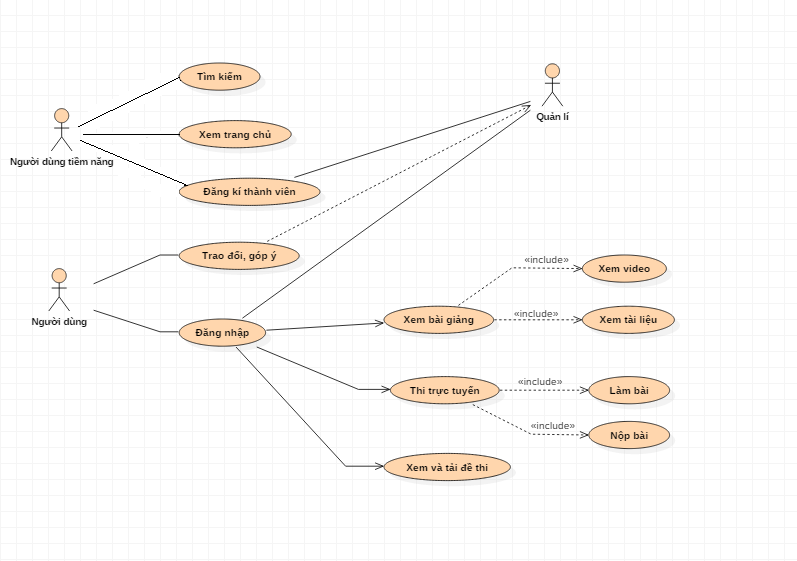 Tìm kiếm
Quản lí
Xem trang chủ
Người dùng tiềm năng
Đăng kí thành viên
Trao đổi, góp ý
«include»
Xem video
Người dùng
Đăng nhập
Xem bài giảng
«include»
Xem tài liệu
Thi trực tuyến
«include»
Làm bài
«include»
Nộp bài
Xem và tải đề thi